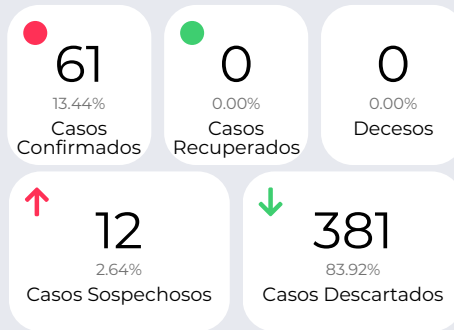 61
13.44%
Casos
Confirmados
0
0.00%
Casos
Recuperados
0
0.00%
Decesos
12
2.64%
Casos Sospechosos
381
83.92%
Casos Descartados